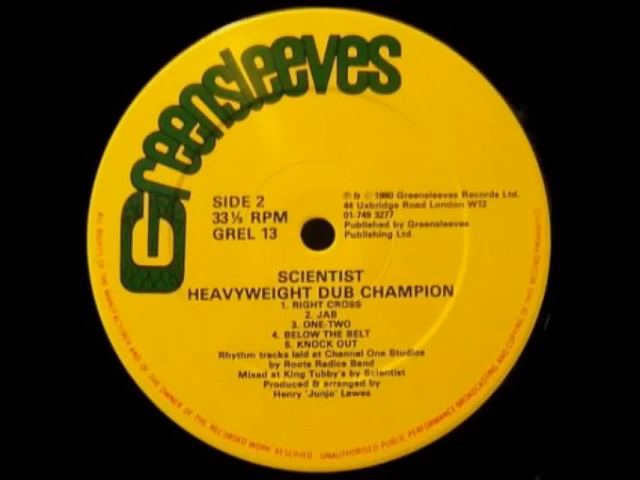 Greensleeves
SIDE 2
33⅓ RPM
GREL 13
℗ & © 1980 Greensleeves Records Ltd.
44 Uxbridge Road London W12
01-749 3277
Published by Greensleeves
Publishing Ltd.
SCIENTIST
HEAVYWEIGHT DUB CHAMPION
1. RIGHT CROSS
2. JAB
3. ONE-TWO
4. BELOW THE BELT
5. KNOCK OUT
Rhythm tracks laid at Channel One Studios
by Roots Radics Band
Mixed at King Tubby's by Scientist
Produced & arranged by
Henry 'Junjo' Lawes
ALL RIGHTS OF THE MANUFACTURER AND OF THE OWNER OF THE RECORDED WORK RESERVED. UNAUTHORISED PUBLIC PERFORMANCE BROADCASTING AND COPYING OF THIS RECORD PROHIBITED.